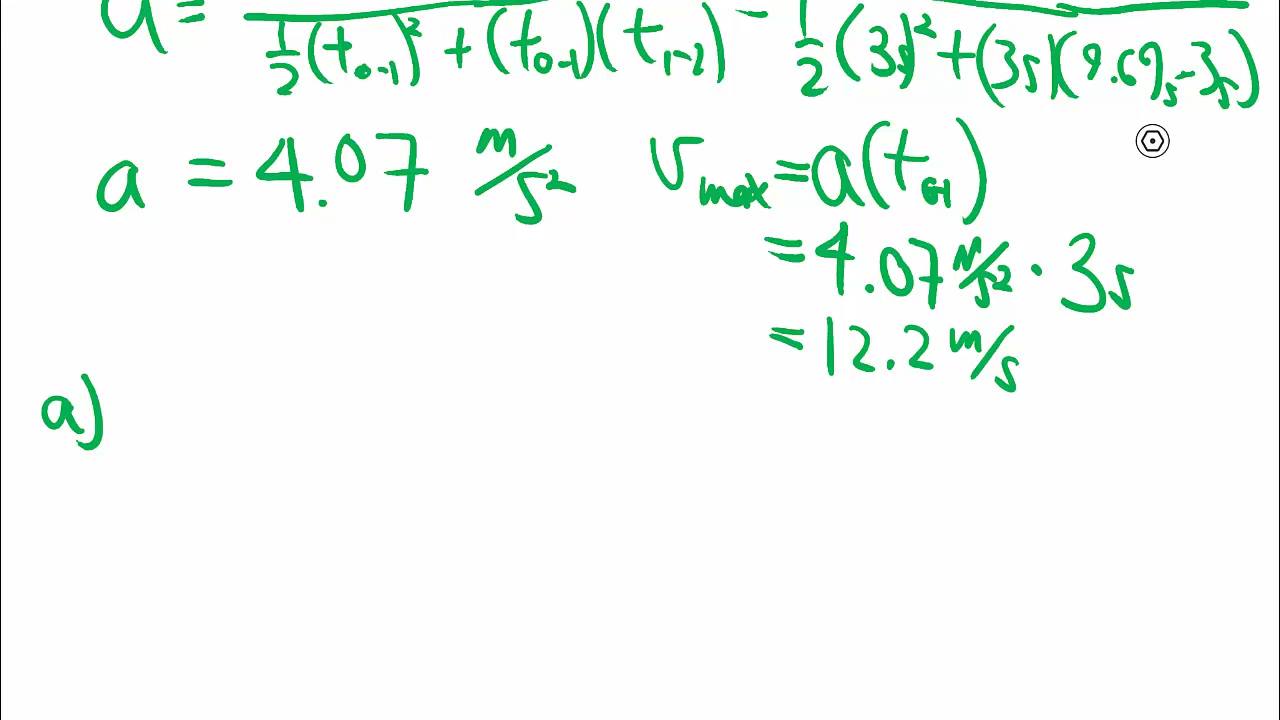 a = ───── = ─────
½(t₀₋₁)² + (t₀₋₁)(t₁₋₂) ½(3s)² + (3s)(9.69s - 3s)
a = 4.07 m/s² v max = a(t₀₋₁)
= 4.07 m/s² · 3s
= 12.2 m/s
a)